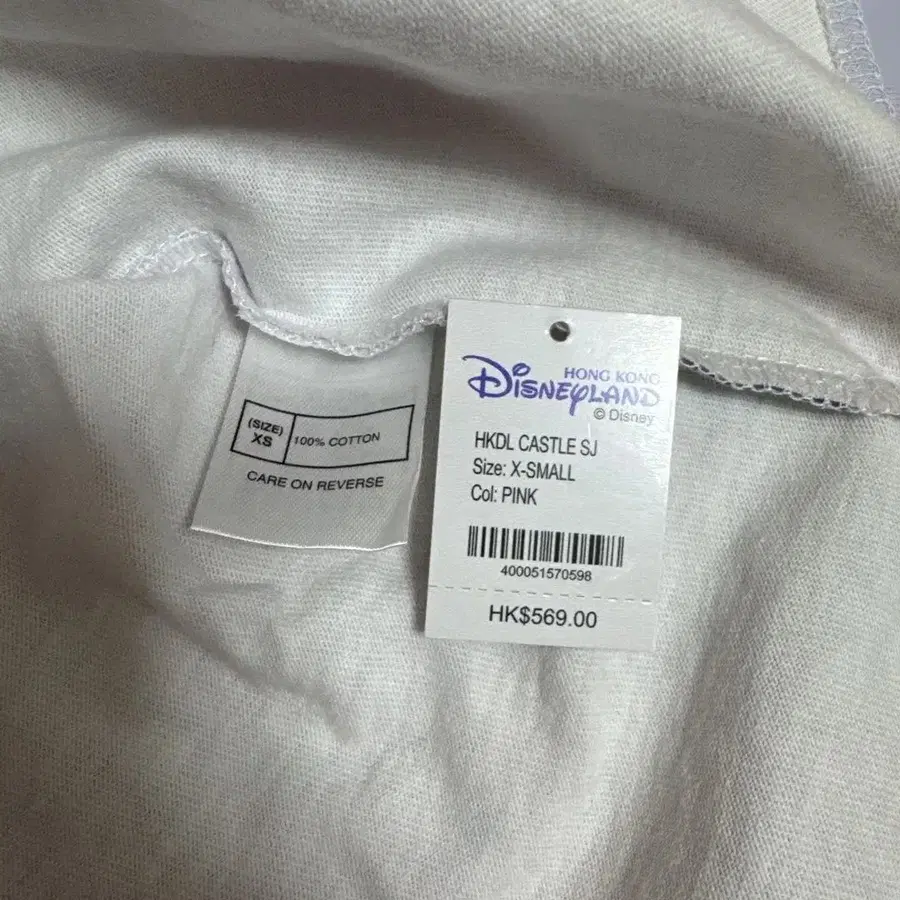 (SIZE)
XS
100% COTTON
CARE ON REVERSE
HONG KONG
DISNEYLAND
© Disney
HKDL CASTLE SJ
Size: X-SMALL
Col: PINK
400051570598
HK$569.00